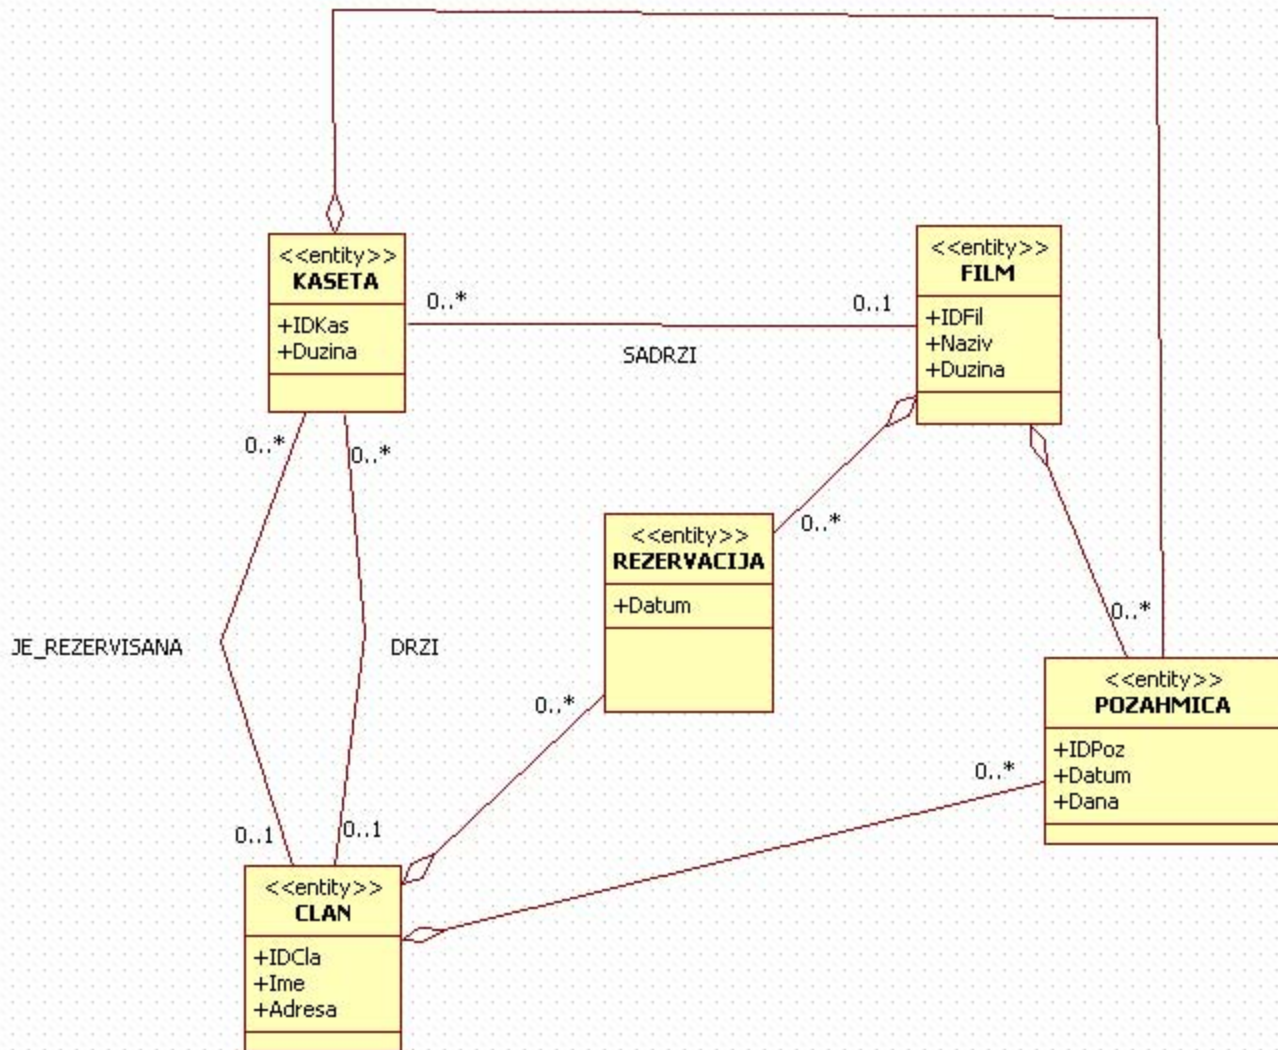 <<entity>>
KASETA
+IDKas
+Duzina
0..*
0..1
SADRZI
<<entity>>
FILM
+IDFil
+Naziv
+Duzina
0..*
0..*
<<entity>>
REZERVACIJA
+Datum
0..*
0..*
JE_REZERVISANA
DRZI
0..*
<<entity>>
POZAHMICA
+IDPoz
+Datum
+Dana
0..*
0..1
0..1
<<entity>>
CLAN
+IDCla
+Ime
+Adresa